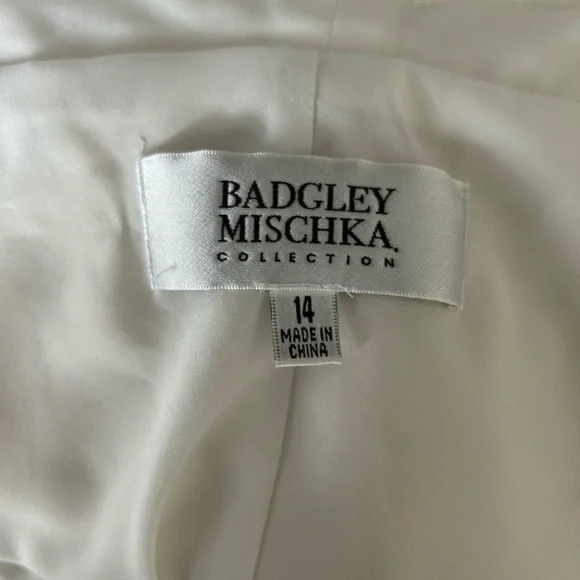 BADGLEY
MISCHKA.
COLLECTION
14
MADE IN
CHINA